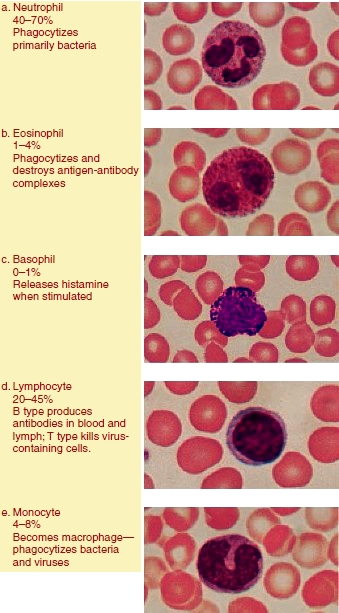 a. Neutrophil
40–70%
Phagocytizes
primarily bacteria
b. Eosinophil
1–4%
Phagocytizes and
destroys antigen-antibody
complexes
c. Basophil
0–1%
Releases histamine
when stimulated
d. Lymphocyte
20–45%
B type produces
antibodies in blood and
lymph; T type kills virus-
containing cells.
e. Monocyte
4–8%
Becomes macrophage—
phagocytizes bacteria
and viruses